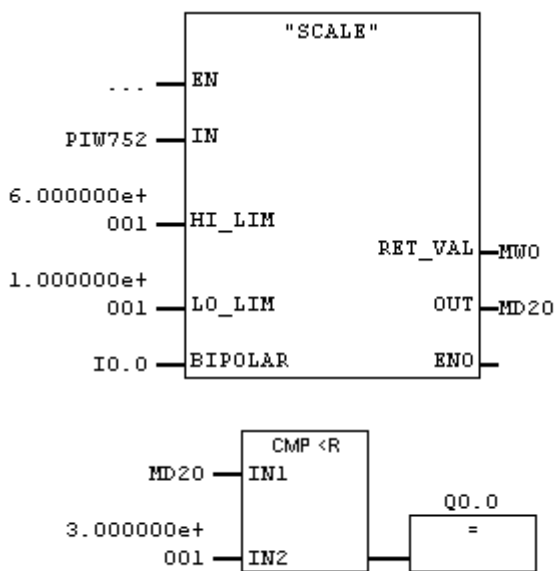 "SCALE"
... EN
PIW752 IN
6.000000e+
001 HI_LIM
RET_VAL MW0
1.000000e+
001 LO_LIM OUT MD20
I0.0 BIPOLAR ENO
CMP <R
MD20 IN1
Q0.0
3.000000e+ =
001 IN2